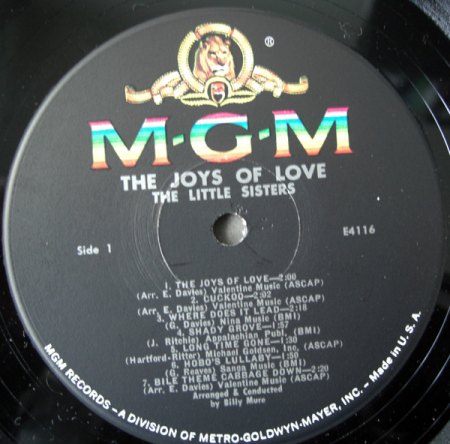 ®
M-G-M
THE JOYS OF LOVE
THE LITTLE SISTERS
Side 1
E4116
1. THE JOYS OF LOVE—2:06
(Arr. E. Davies) Valentine Music (ASCAP)
2. CUCKOO—2:02
(Arr. E. Davies) Valentine Music (ASCAP)
3. WHERE DOES IT LEAD—2:18
(G. Davies) Nina Music (BMI)
4. SHADY GROVE—1:57
(J. Ritchie) Appalachian Publ. (BMI)
5. LONG TIME GONE—1:30
(Hartford-Ritter) Michael Goldsen, Inc. (ASCAP)
6. HOBO'S LULLABY—
(G. Reaves) Sanga Music (BMI)
7. BILE THEME CABBAGE DOWN—2:20
(Arr. E. Davies) Valentine Music (ASCAP)
Arranged & Conducted
by Billy Mure
MGM RECORDS—A DIVISION OF METRO-GOLDWYN-MAYER, INC.—Made in U.S.A.